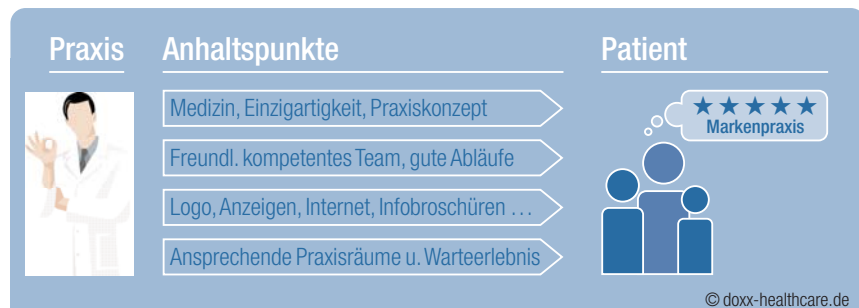 Praxis
Anhaltspunkte
Patient
Medizin, Einzigartigkeit, Praxiskonzept
Freundl. kompetentes Team, gute Abläufe
Logo, Anzeigen, Internet, Infobroschüren ...
Ansprechende Praxisräume u. Warteerlebnis
★★★★★
Markenpraxis
© doxx-healthcare.de